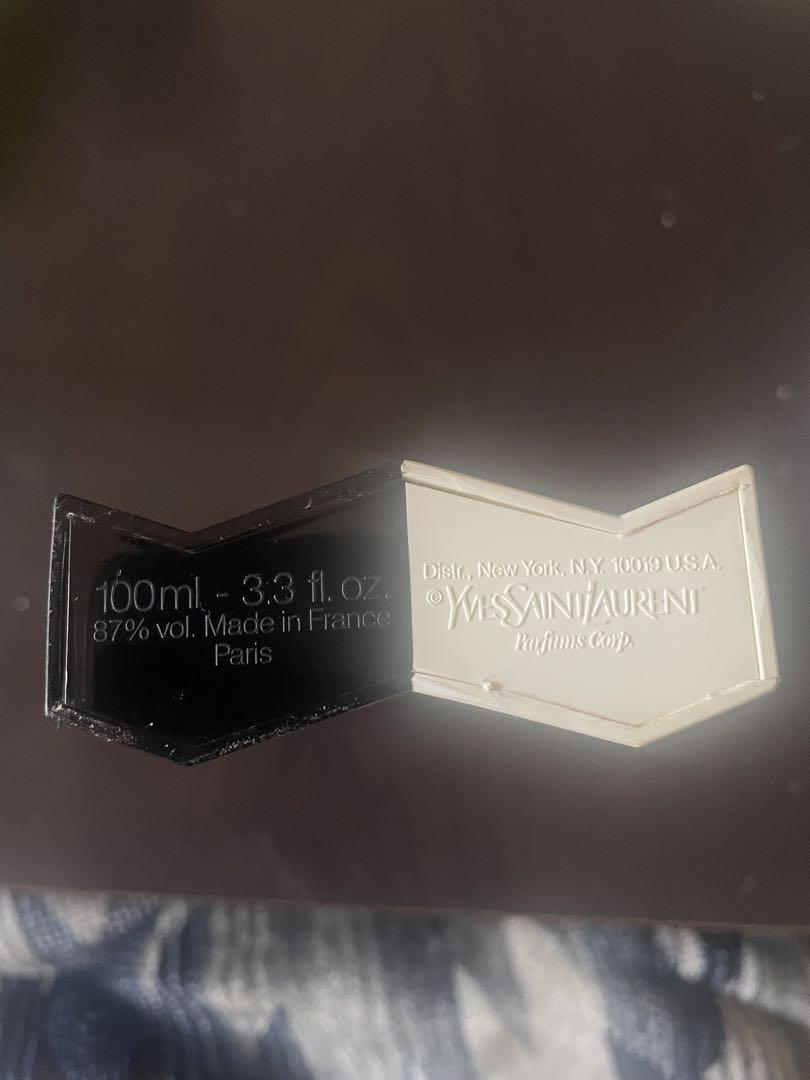 100ml - 3.3 fl. oz.
87% vol. Made in France
Paris
Distr., New York, N.Y. 10019 U.S.A.
© YVESSAINTLAURENT
Parfums Corp.